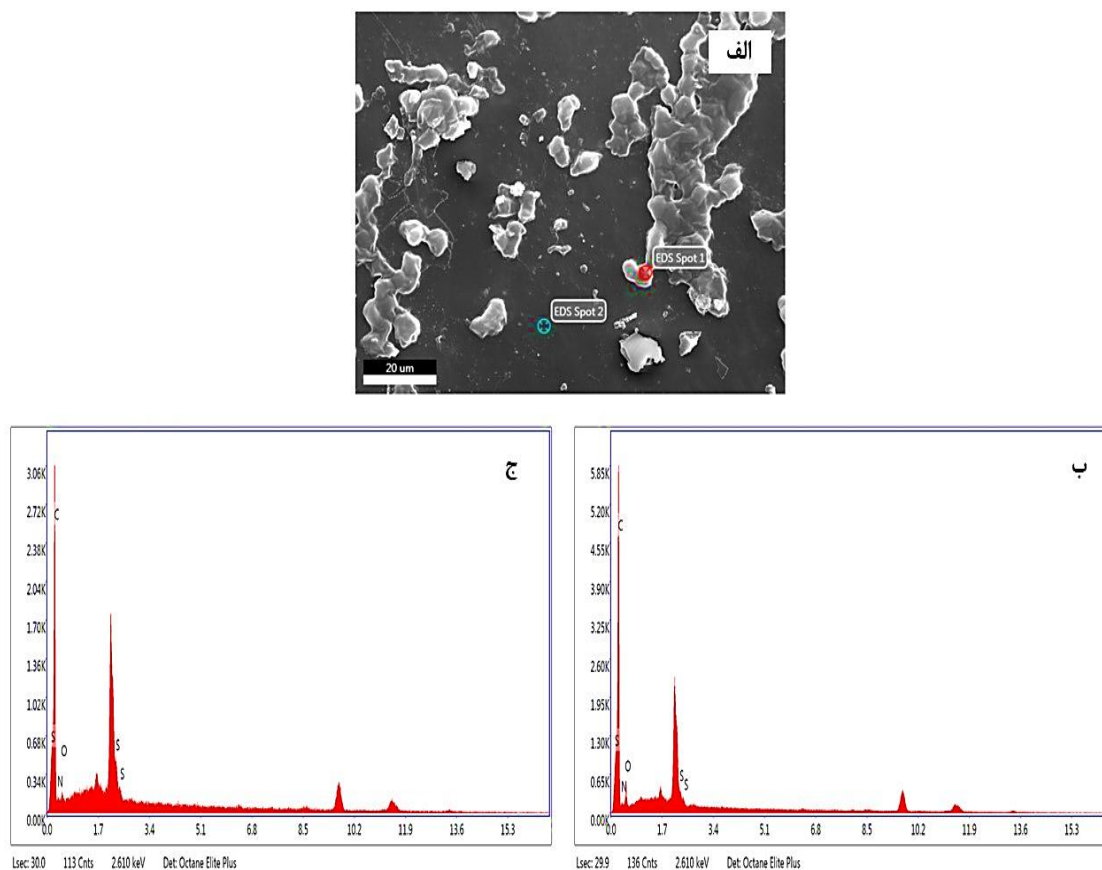 الف
EDS Spot 1
EDS Spot 2
20 um
ج
3.06K
2.72K
2.38K
2.04K
1.70K
1.36K
1.02K
0.68K
0.34K
0.00K
C
S
O
N
S
S
0.0 1.7 3.4 5.1 6.8 8.5 10.2 11.9 13.6 15.3
Lsec: 30.0 113 Cnts 2.610 keV Det: Octane Elite Plus
ب
5.85K
5.20K
4.55K
3.90K
3.25K
2.60K
1.95K
1.30K
0.65K
0.00K
C
S
O
N
S
S
0.0 1.7 3.4 5.1 6.8 8.5 10.2 11.9 13.6 15.3
Lsec: 29.9 136 Cnts 2.610 keV Det: Octane Elite Plus